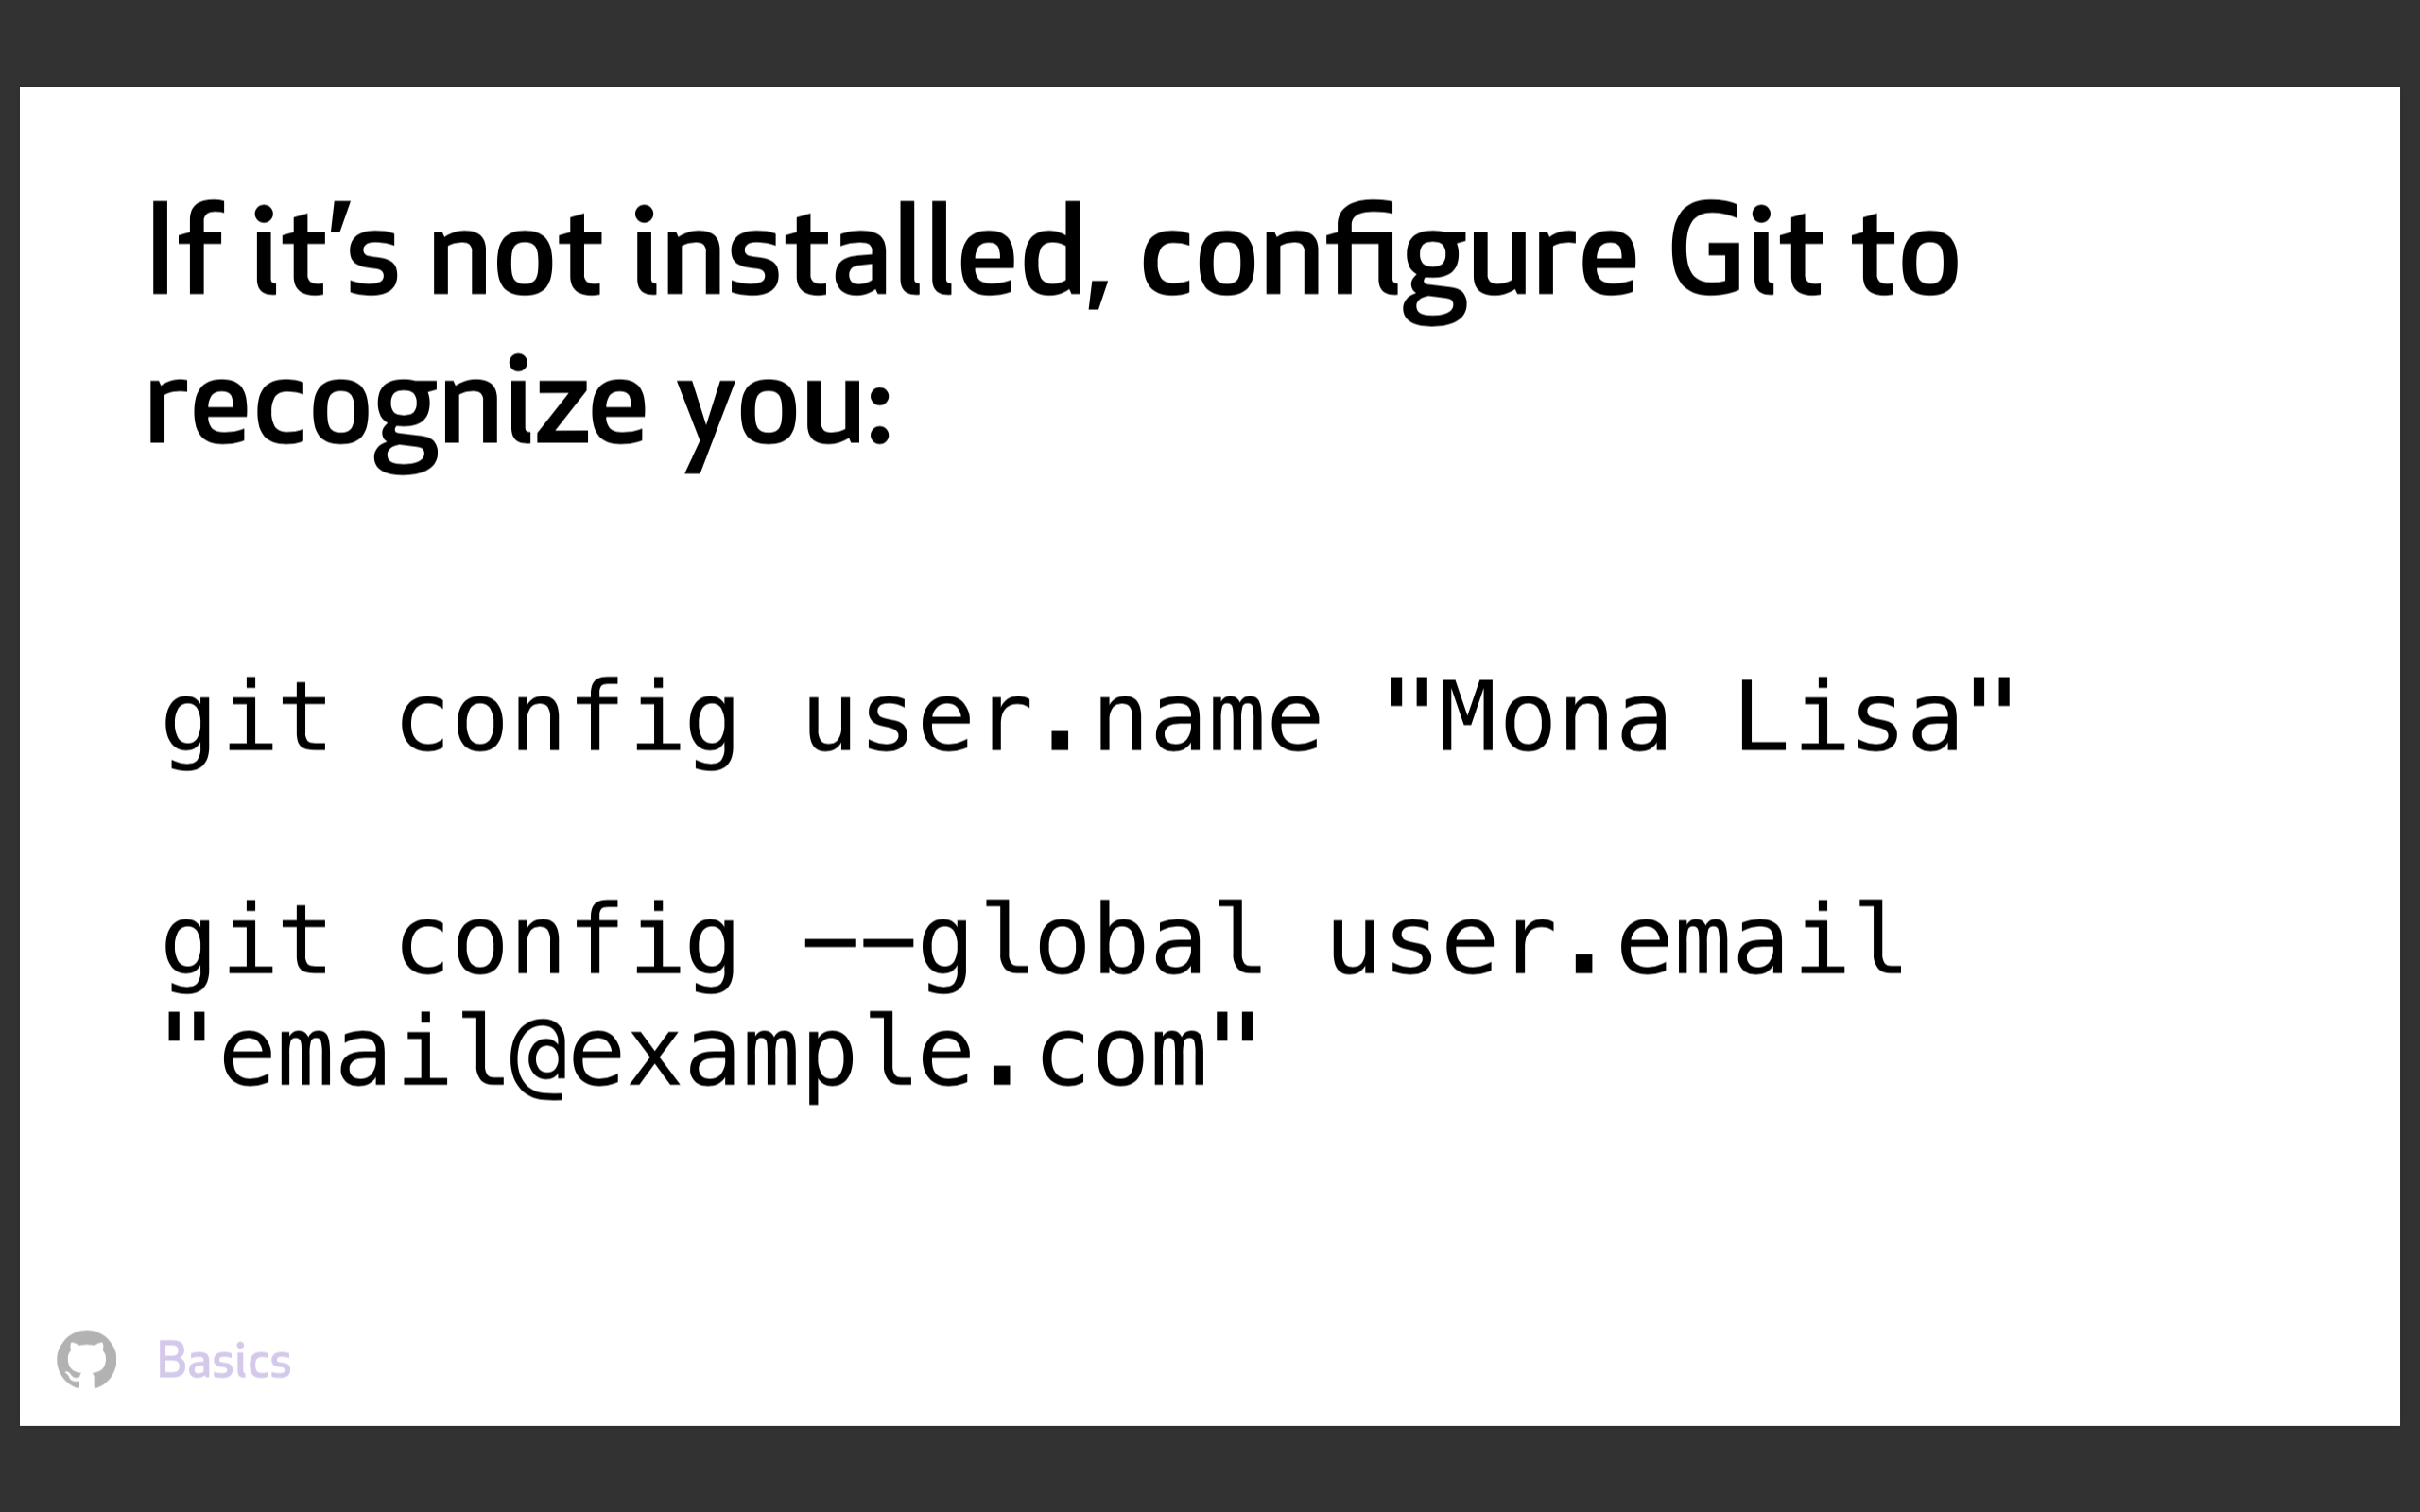 If it’s not installed, configure Git to
recognize you:
git config user.name "Mona Lisa"
git config --global user.email
"email@example.com"
Basics